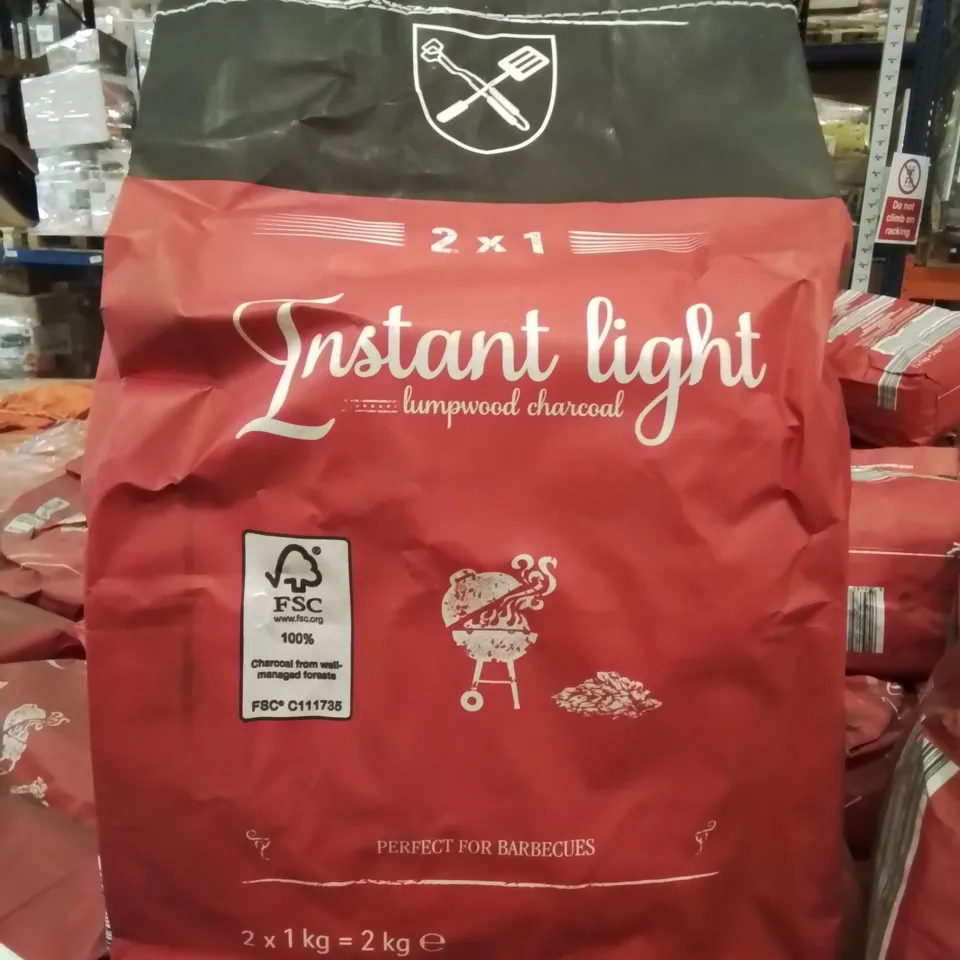 2 x 1
Instant light
lumpwood charcoal
FSC®
www.fsc.org
100%
Charcoal from well-
managed forests
FSC® C111735
PERFECT FOR BARBECUES
2 x 1 kg = 2 kg ℮
Do not
climb on
racking